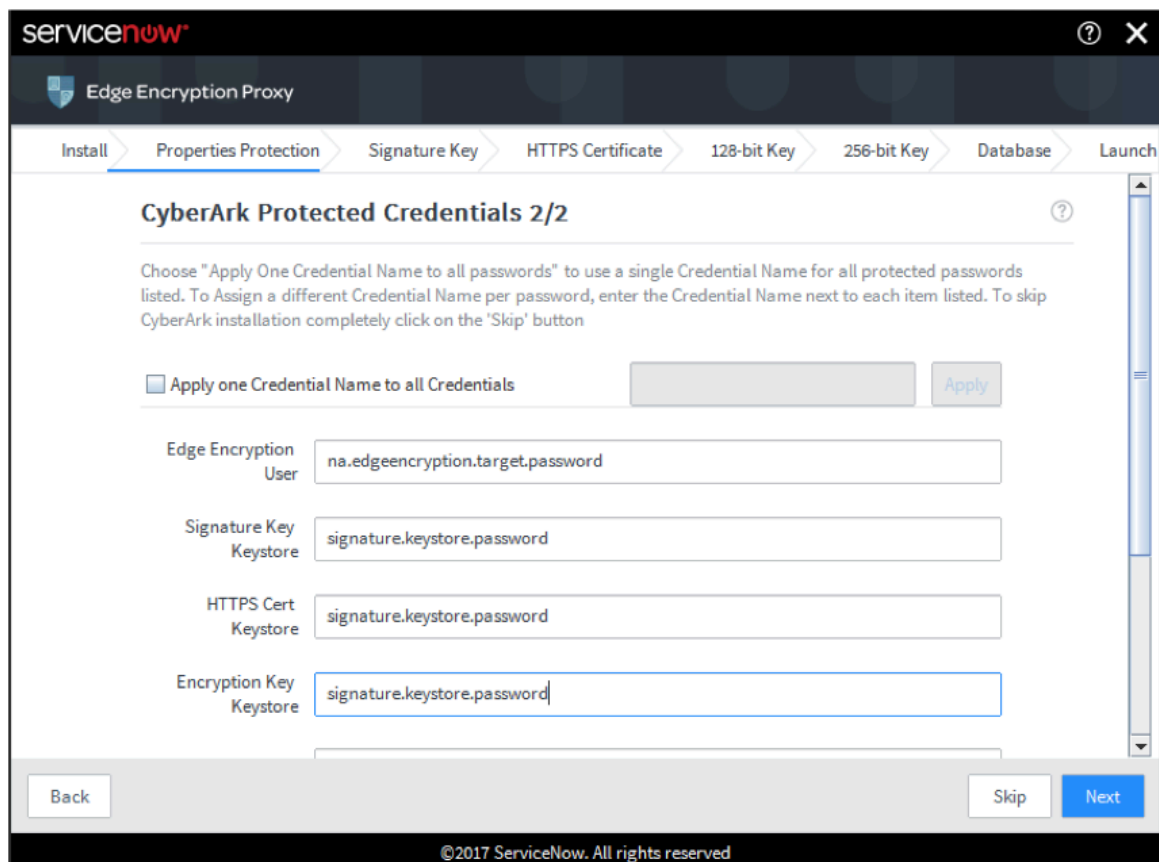 servicenow
Edge Encryption Proxy
Install Properties Protection Signature Key HTTPS Certificate 128-bit Key 256-bit Key Database Launch
CyberArk Protected Credentials 2/2
Choose "Apply One Credential Name to all passwords" to use a single Credential Name for all protected passwords
listed. To Assign a different Credential Name per password, enter the Credential Name next to each item listed. To skip
CyberArk installation completely click on the 'Skip' button
Apply one Credential Name to all Credentials Apply
Edge Encryption
User
na.edgeencryption.target.password
Signature Key
Keystore
signature.keystore.password
HTTPS Cert
Keystore
signature.keystore.password
Encryption Key
Keystore
signature.keystore.password
Back Skip Next
©2017 ServiceNow. All rights reserved